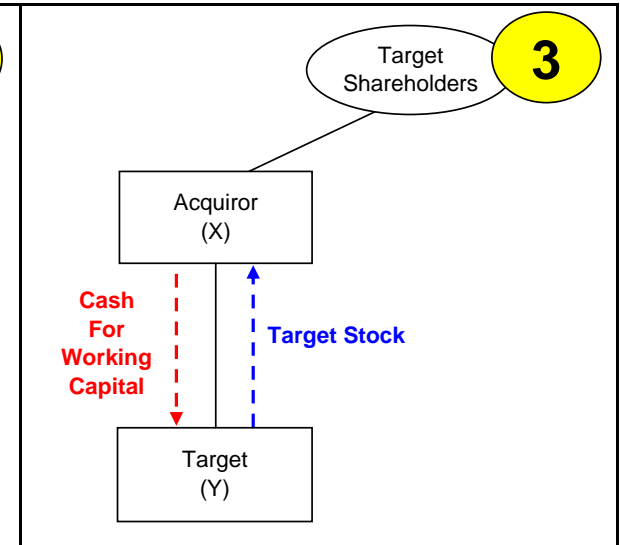 Target
Shareholders
3
Acquiror
(X)
Cash
For
Working
Capital
Target Stock
Target
(Y)